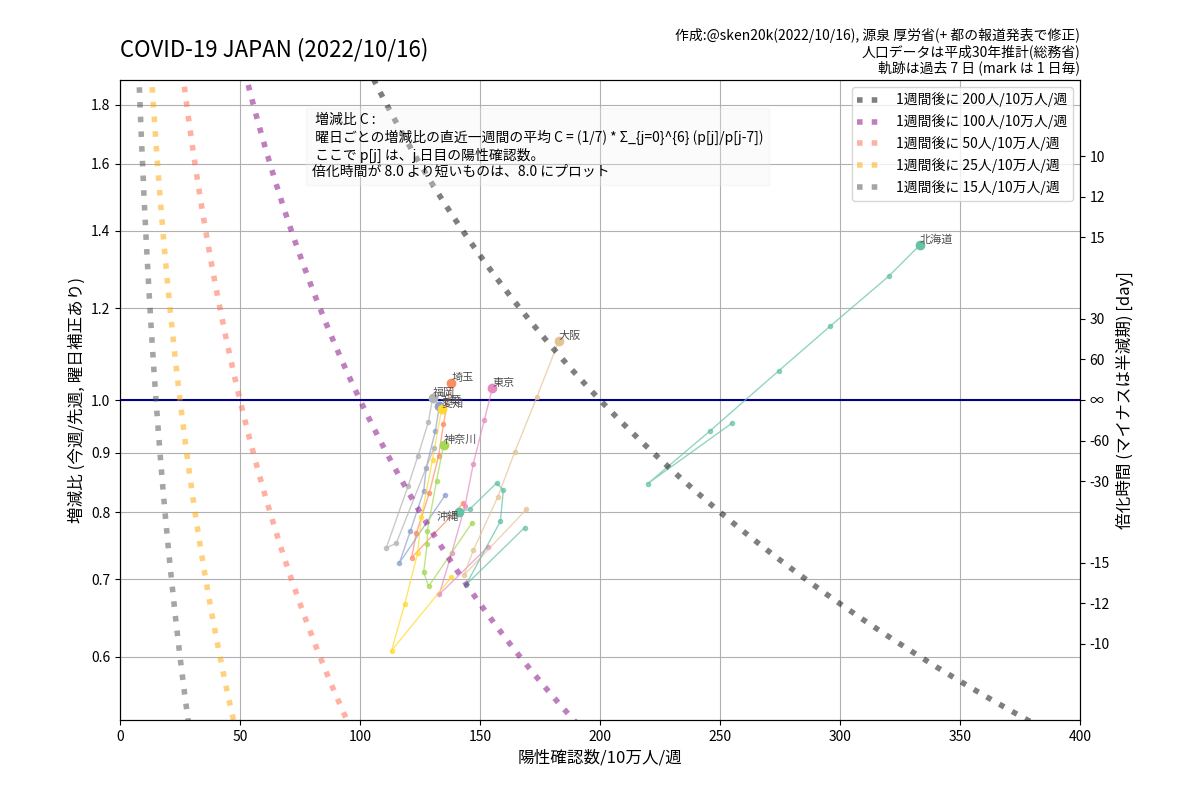 COVID-19 JAPAN (2022/10/16)
作成:@sken20k(2022/10/16), 源泉 厚労省(+ 都の報道発表で修正)
人口データは平成30年推計(総務省)
軌跡は過去 7 日 (mark は 1 日毎)
1週間後に 200人/10万人/週
1週間後に 100人/10万人/週
1週間後に 50人/10万人/週
1週間後に 25人/10万人/週
1週間後に 15人/10万人/週
増減比 C :
曜日ごとの増減比の直近一週間の平均 C = (1/7) * Σ_{j=0}^{6} (p[j]/p[j-7])
ここで p[j] は、j 日目の陽性確認数。
倍化時間が 8.0 より短いものは、8.0 にプロット
北海道
大阪
埼玉
東京
福岡
愛知
神奈川
沖縄
増減比 (今週/先週, 曜日補正あり)
1.8
1.6
1.4
1.2
1.0
0.9
0.8
0.7
0.6
10
12
15
30
60
∞
-60
-30
-15
-12
-10
倍化時間 (マイナスは半減期) [day]
0 50 100 150 200 250 300 350 400
陽性確認数/10万人/週